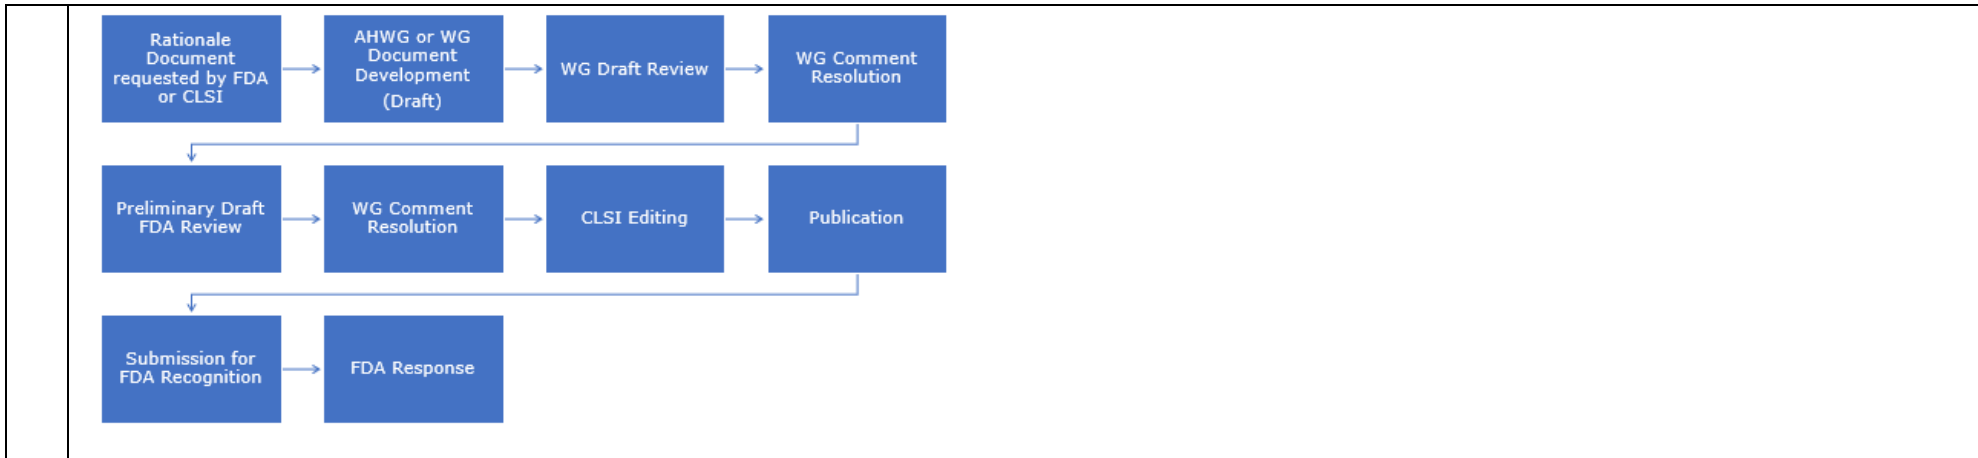 Rationale
Document
requested by FDA
or CLSI
AHWG or WG
Document
Development
(Draft)
WG Draft Review
WG Comment
Resolution
Preliminary Draft
FDA Review
WG Comment
Resolution
CLSI Editing
Publication
Submission for
FDA Recognition
FDA Response